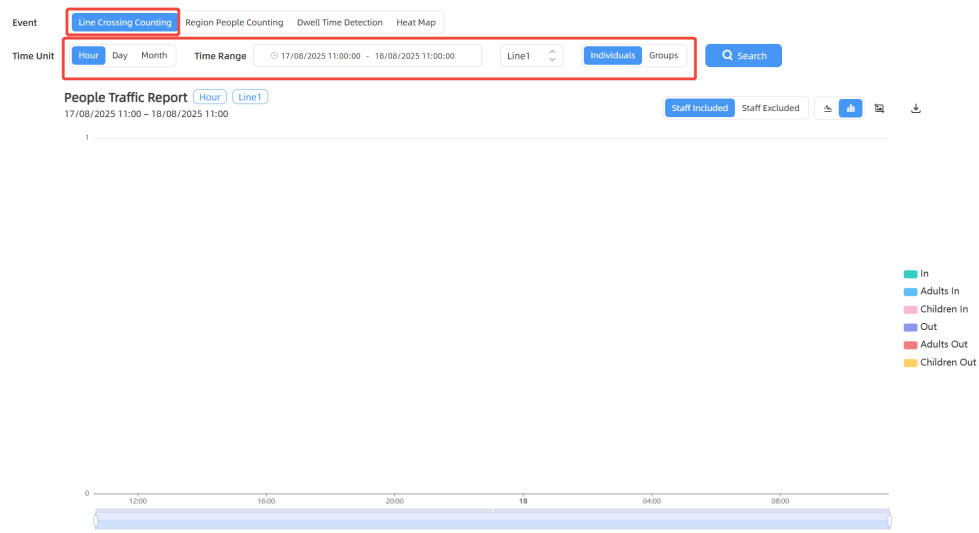 Event Line Crossing Counting Region People Counting Dwell Time Detection Heat Map
Time Unit Hour Day Month Time Range 17/08/2025 11:00:00 - 18/08/2025 11:00:00 Line1 Individuals Groups Search
People Traffic Report Hour Line1
17/08/2025 11:00 ~ 18/08/2025 11:00
Staff Included Staff Excluded
1
In
Adults In
Children In
Out
Adults Out
Children Out
0
12:00 16:00 20:00 18 04:00 08:00